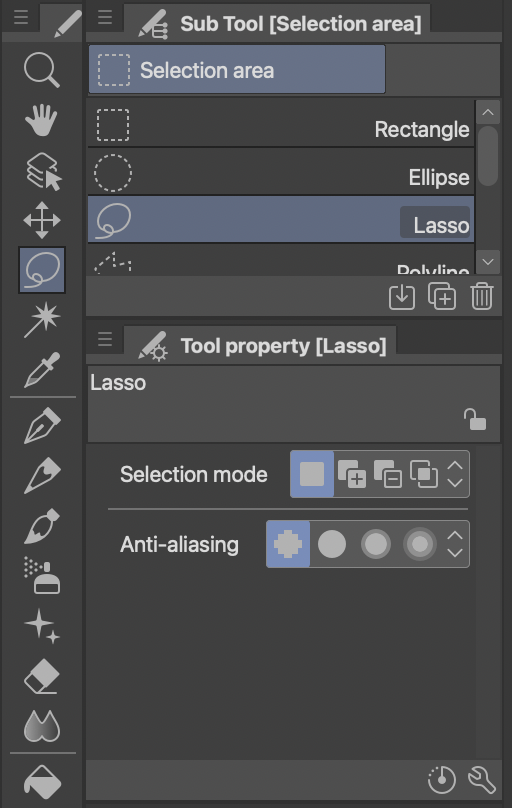 Sub Tool [Selection area]
Selection area
Rectangle
Ellipse
Lasso
Polyline
Tool property [Lasso]
Lasso
Selection mode
Anti-aliasing